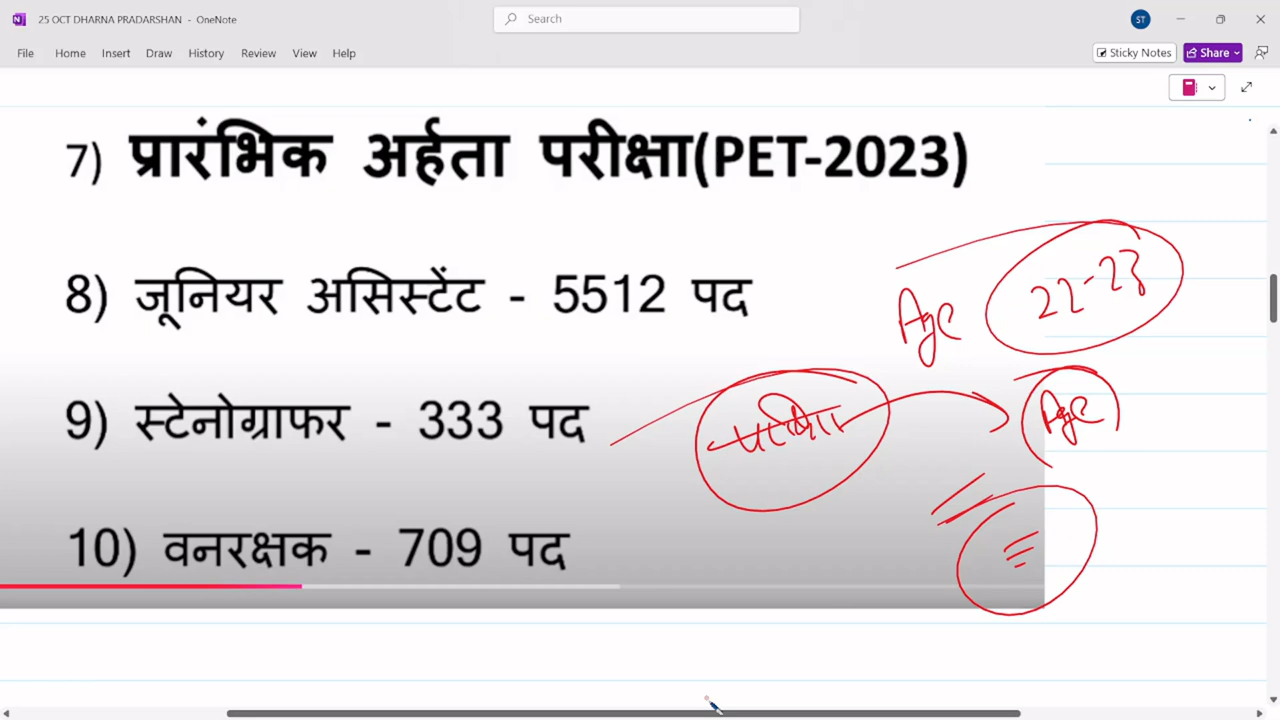 25 OCT DHARNA PRADARSHAN - OneNote
Search
ST
File Home Insert Draw History Review View Help
Sticky Notes Share
7) प्रारंभिक अर्हता परीक्षा(PET-2023)
8) जूनियर असिस्टेंट - 5512 पद
Age 22-23
9) स्टेनोग्राफर - 333 पद
Age
10) वनरक्षक - 709 पद